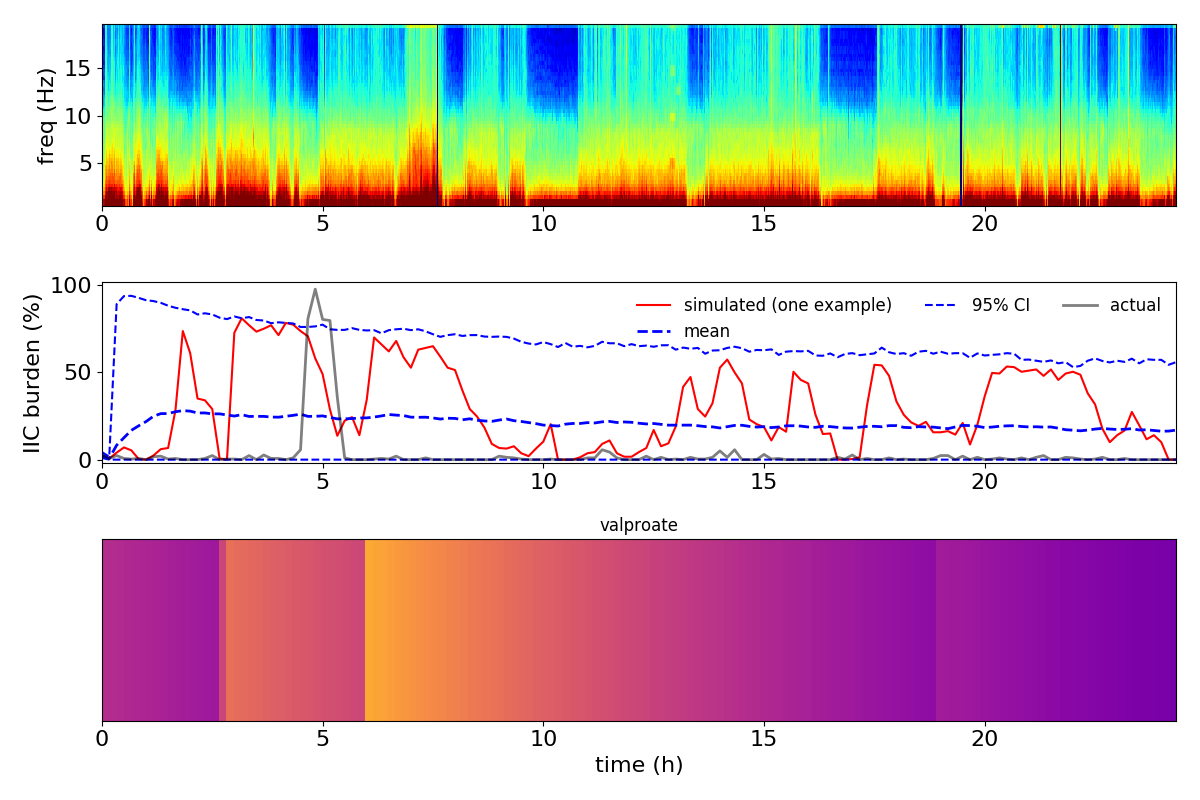 freq (Hz)
15
10
5
0 5 10 15 20
IIC burden (%)
100
50
0
simulated (one example) 95% CI actual
mean
0 5 10 15 20
valproate
0 5 10 15 20
time (h)